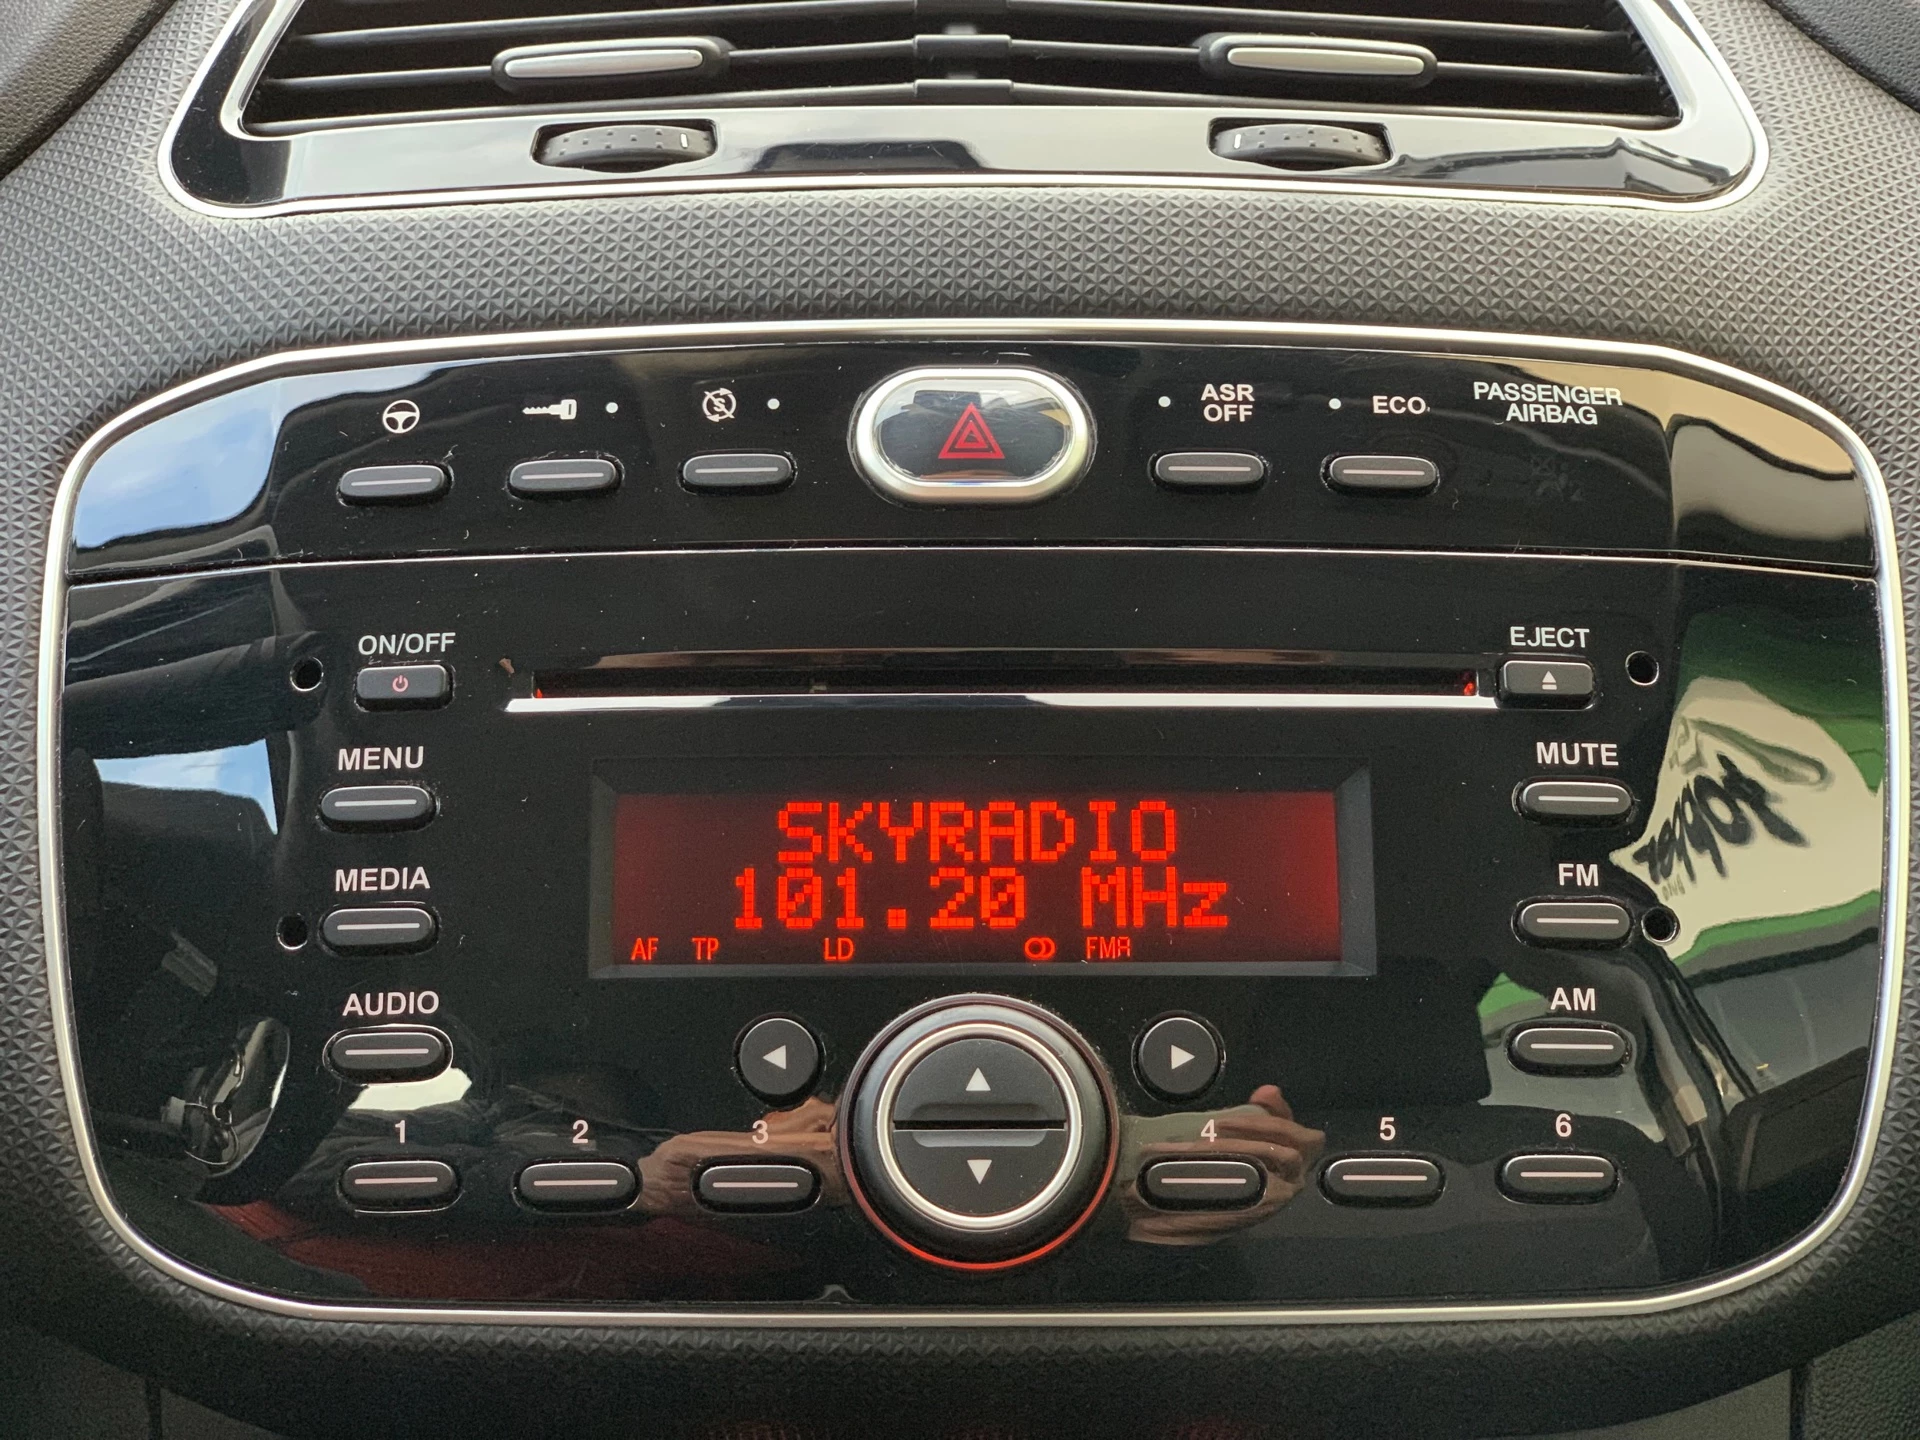 ASR
OFF
ECO
PASSENGER
AIRBAG
ON/OFF
EJECT
MENU
MUTE
SKYRADIO
101.20 MHz
AF TP LD FMA
MEDIA
FM
AUDIO
AM
1 2 3 4 5 6